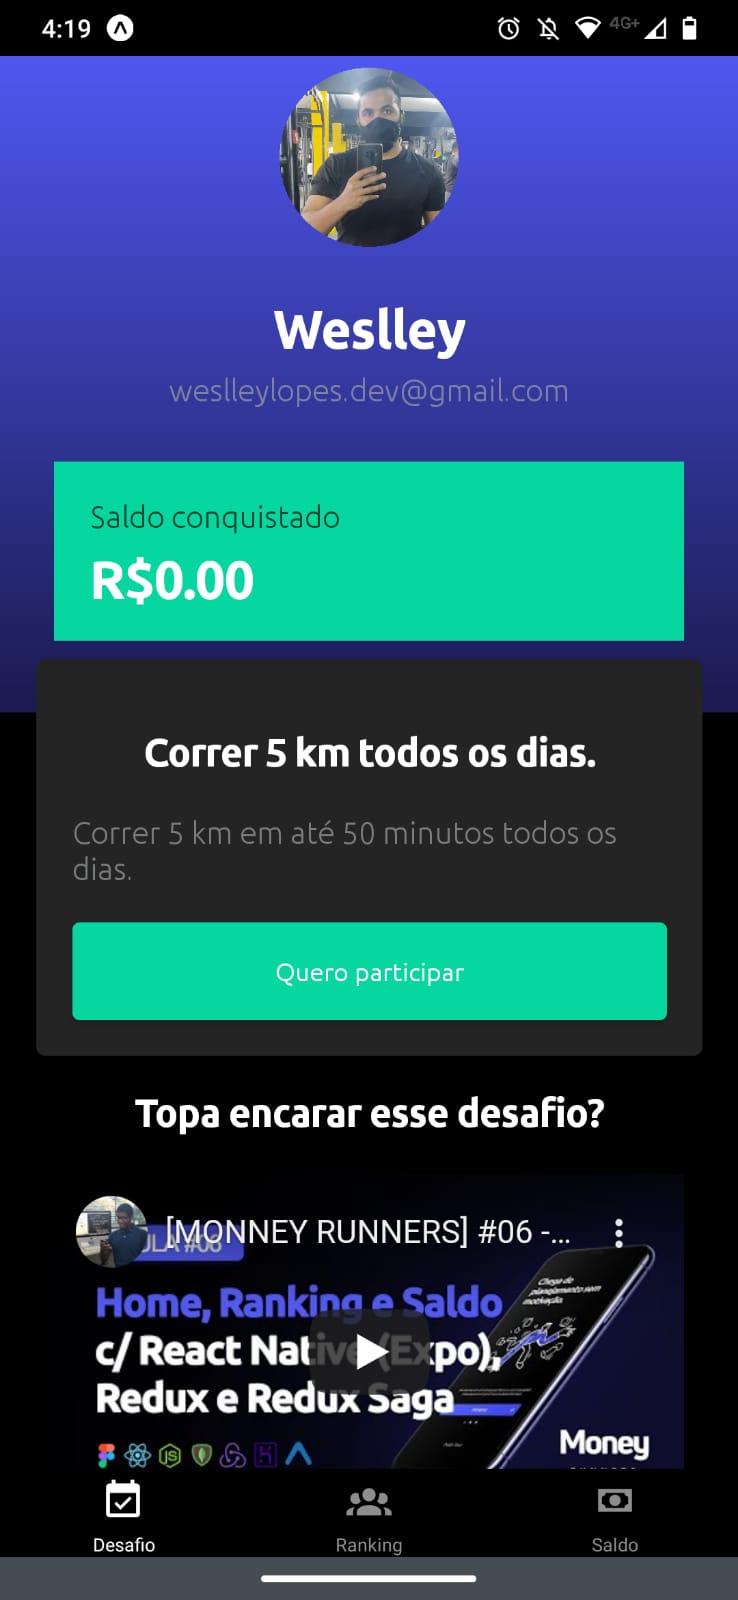 4:19
4G+
Weslley
weslleylopes.dev@gmail.com
Saldo conquistado
R$0.00
Correr 5 km todos os dias.
Correr 5 km em até 50 minutos todos os
dias.
Quero participar
Topa encarar esse desafio?
[MONNEY RUNNERS] #06 -...
Home, Ranking e Saldo
c/ React Native (Expo),
Redux e Redux Saga
Chega de
planejamento sem
motivação.
Money
Desafio
Ranking
Saldo